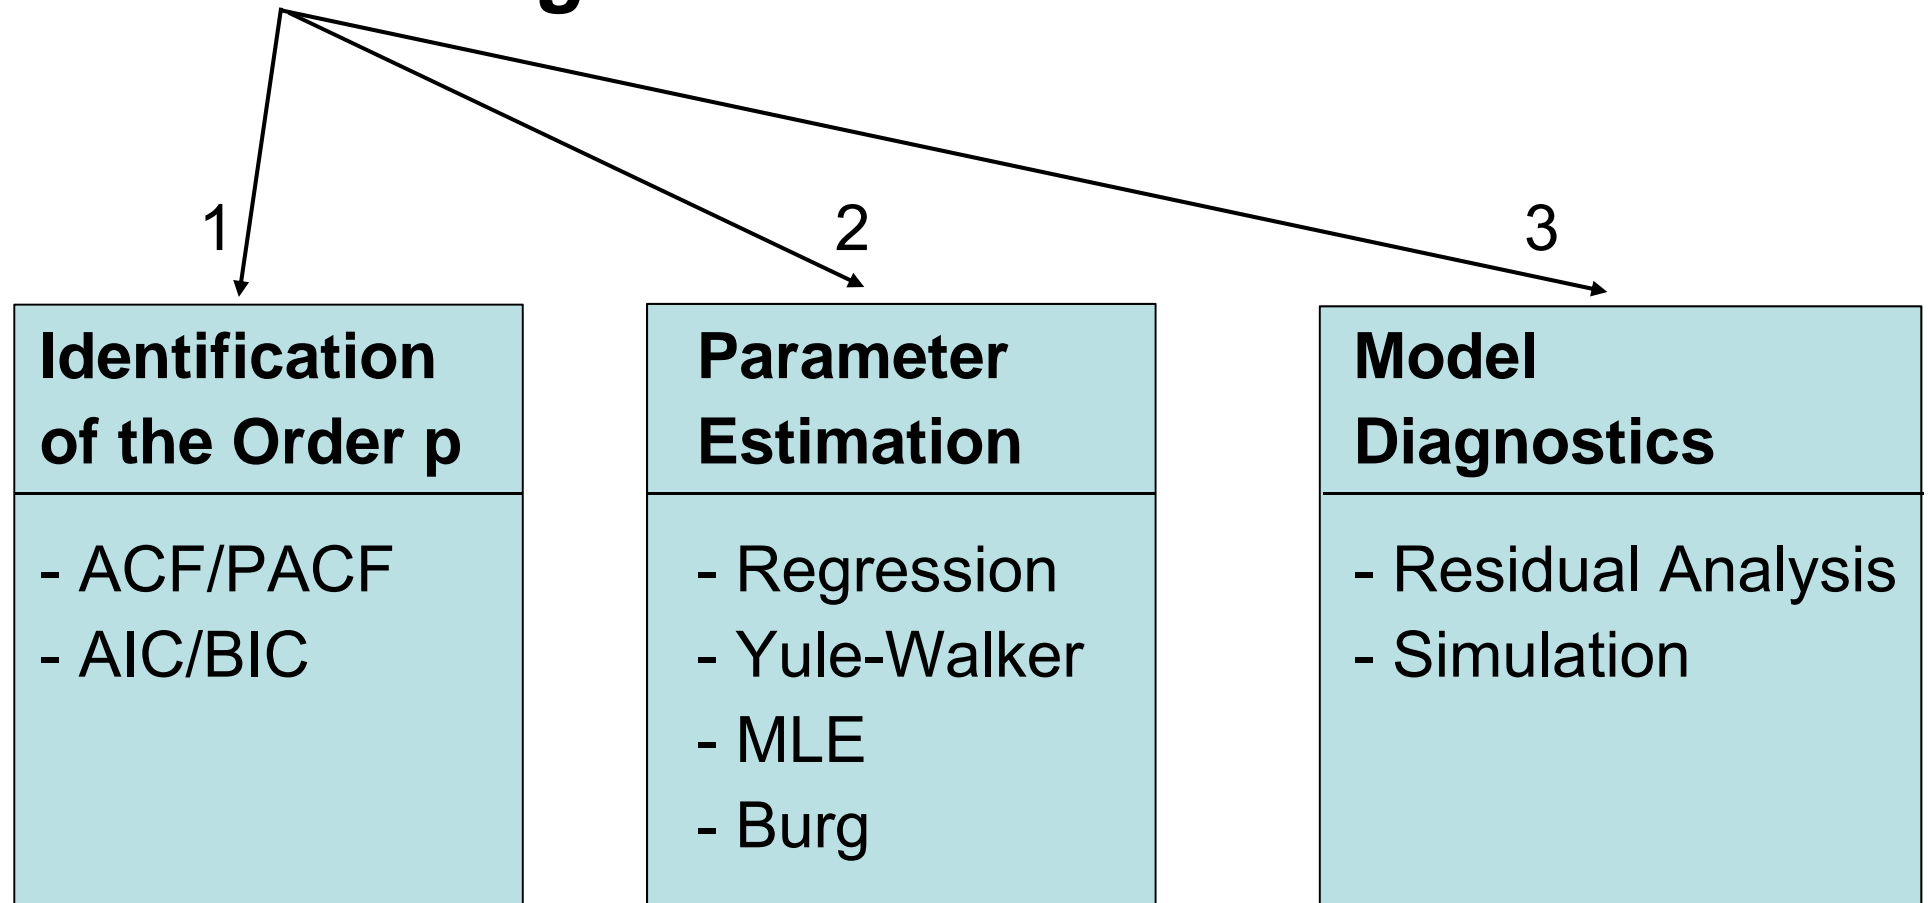 1
2
3
Identification
of the Order p
- ACF/PACF
- AIC/BIC
Parameter
Estimation
- Regression
- Yule-Walker
- MLE
- Burg
Model
Diagnostics
- Residual Analysis
- Simulation